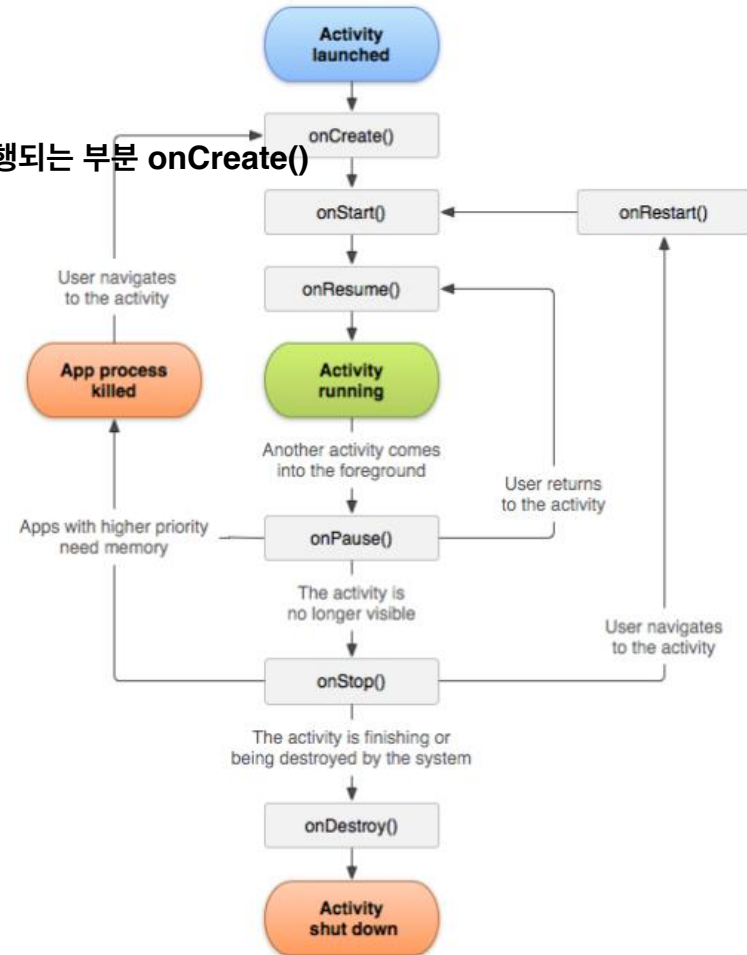 Activity
launched
onCreate()
행되는 부분 onCreate()
onStart()
onRestart()
User navigates
to the activity
onResume()
App process
killed
Activity
running
Another activity comes
into the foreground
User returns
to the activity
Apps with higher priority
need memory
onPause()
The activity is
no longer visible
User navigates
to the activity
onStop()
The activity is finishing or
being destroyed by the system
onDestroy()
Activity
shut down